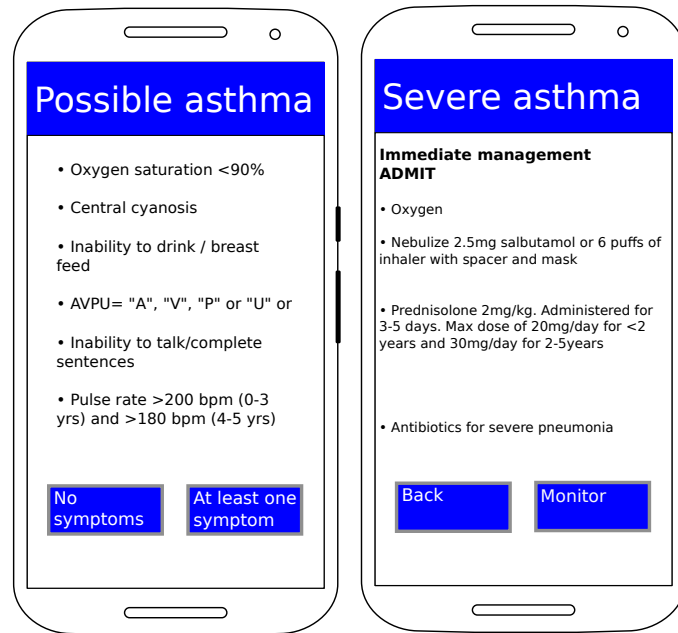 Possible asthma
• Oxygen saturation <90%
• Central cyanosis
• Inability to drink / breast
feed
• AVPU= "A", "V", "P" or "U" or
• Inability to talk/complete
sentences
• Pulse rate >200 bpm (0-3
yrs) and >180 bpm (4-5 yrs)
No
symptoms
At least one
symptom
Severe asthma
Immediate management
ADMIT
• Oxygen
• Nebulize 2.5mg salbutamol or 6 puffs of
inhaler with spacer and mask
• Prednisolone 2mg/kg. Administered for
3-5 days. Max dose of 20mg/day for <2
years and 30mg/day for 2-5years
• Antibiotics for severe pneumonia
Back
Monitor